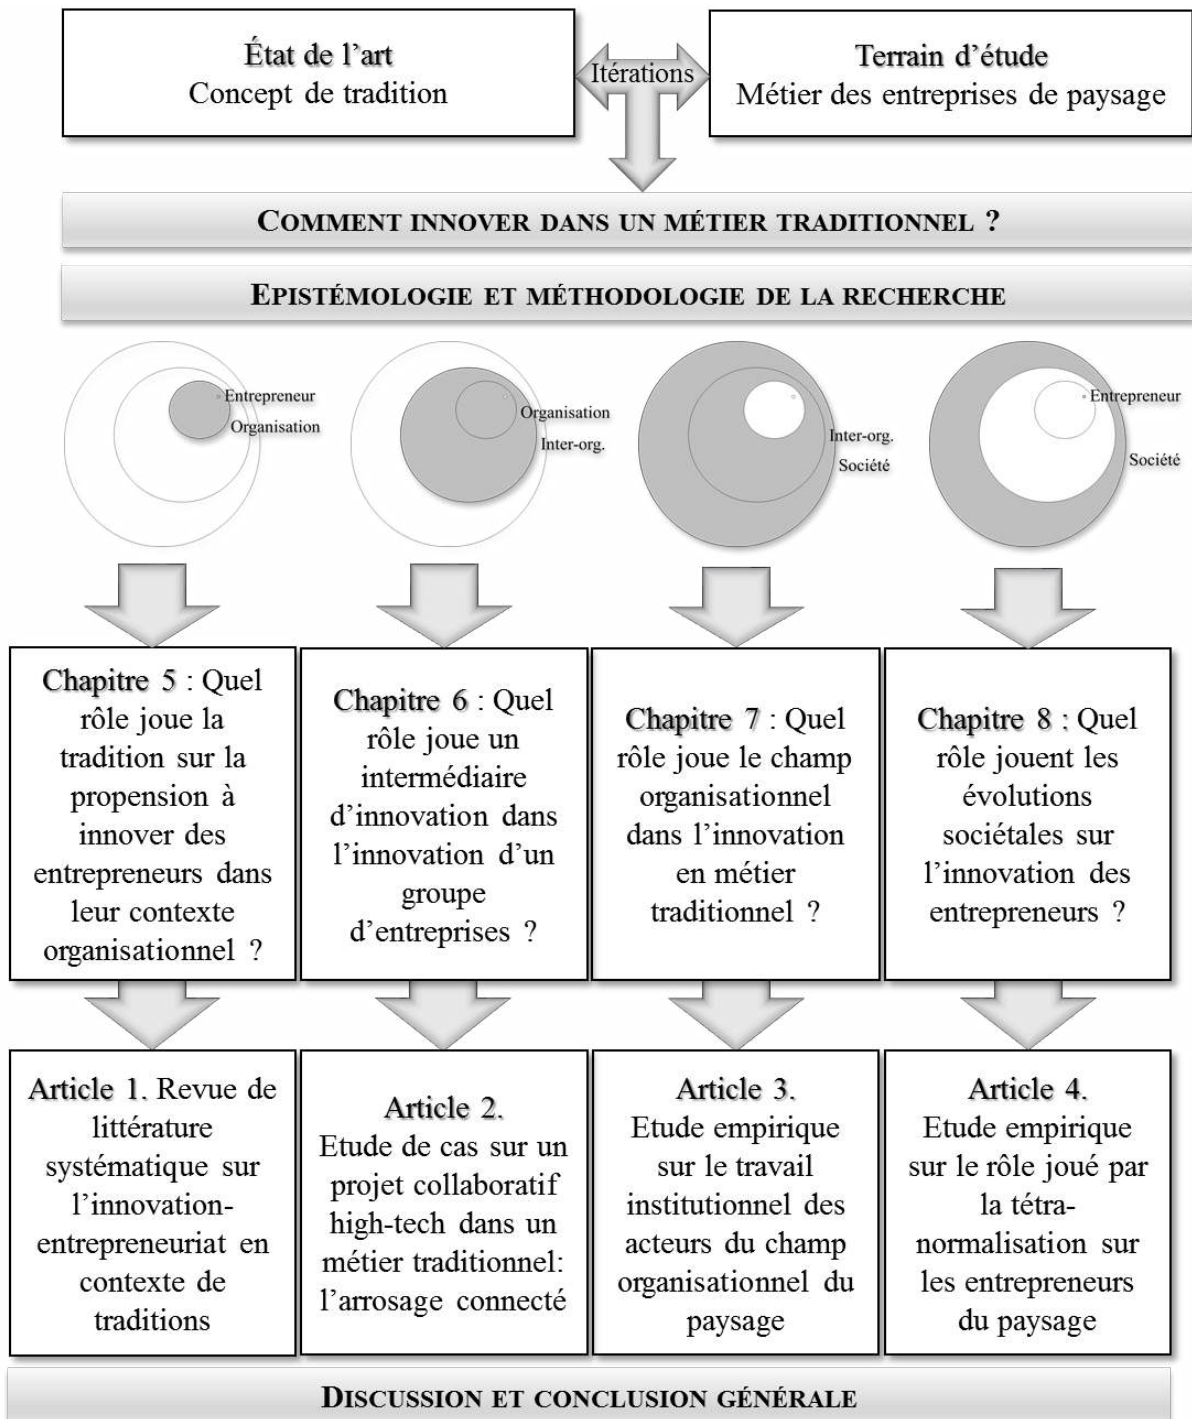 État de l’art
Concept de tradition
Itérations
Terrain d’étude
Métier des entreprises de paysage
COMMENT INNOVER DANS UN MÉTIER TRADITIONNEL ?
EPISTÉMOLOGIE ET MÉTHODOLOGIE DE LA RECHERCHE
Entrepreneur
Organisation
Organisation
Inter-org.
Inter-org.
Société
Entrepreneur
Société
Chapitre 5 : Quel
rôle joue la
tradition sur la
propension à
innover des
entrepreneurs dans
leur contexte
organisationnel ?
Chapitre 6 : Quel
rôle joue un
intermédiaire
d’innovation dans
l’innovation d’un
groupe
d’entreprises ?
Chapitre 7 : Quel
rôle joue le champ
organisationnel
dans l’innovation
en métier
traditionnel ?
Chapitre 8 : Quel
rôle jouent les
évolutions
sociétales sur
l’innovation des
entrepreneurs ?
Article 1. Revue de
littérature
systématique sur
l’innovation-
entrepreneuriat en
contexte de
traditions
Article 2.
Etude de cas sur un
projet collaboratif
high-tech dans un
métier traditionnel:
l’arrosage connecté
Article 3.
Etude empirique
sur le travail
institutionnel des
acteurs du champ
organisationnel du
paysage
Article 4.
Etude empirique
sur le rôle joué par
la tétra-
normalisation sur
les entrepreneurs
du paysage
DISCUSSION ET CONCLUSION GÉNÉRALE